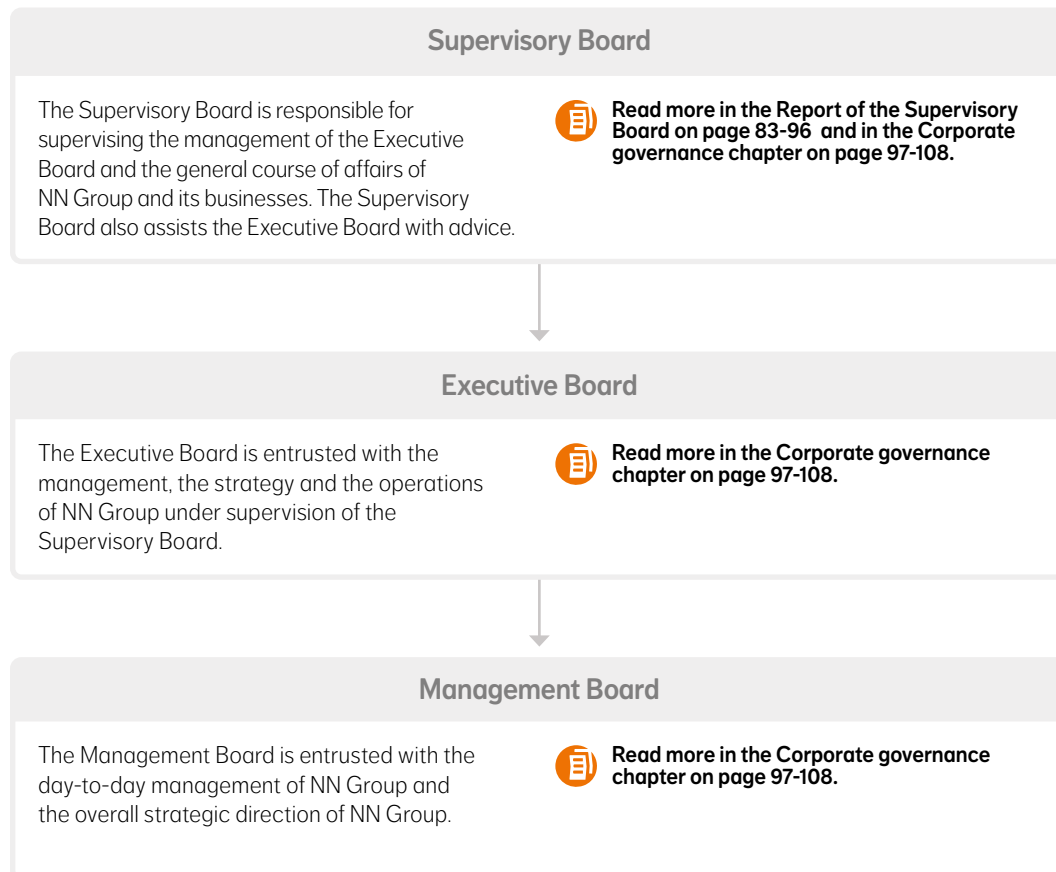 Supervisory Board
The Supervisory Board is responsible for
supervising the management of the Executive
Board and the general course of affairs of
NN Group and its businesses. The Supervisory
Board also assists the Executive Board with advice.
Read more in the Report of the Supervisory
Board on page 83-96 and in the Corporate
governance chapter on page 97-108.
Executive Board
The Executive Board is entrusted with the
management, the strategy and the operations
of NN Group under supervision of the
Supervisory Board.
Read more in the Corporate governance
chapter on page 97-108.
Management Board
The Management Board is entrusted with the
day-to-day management of NN Group and
the overall strategic direction of NN Group.
Read more in the Corporate governance
chapter on page 97-108.